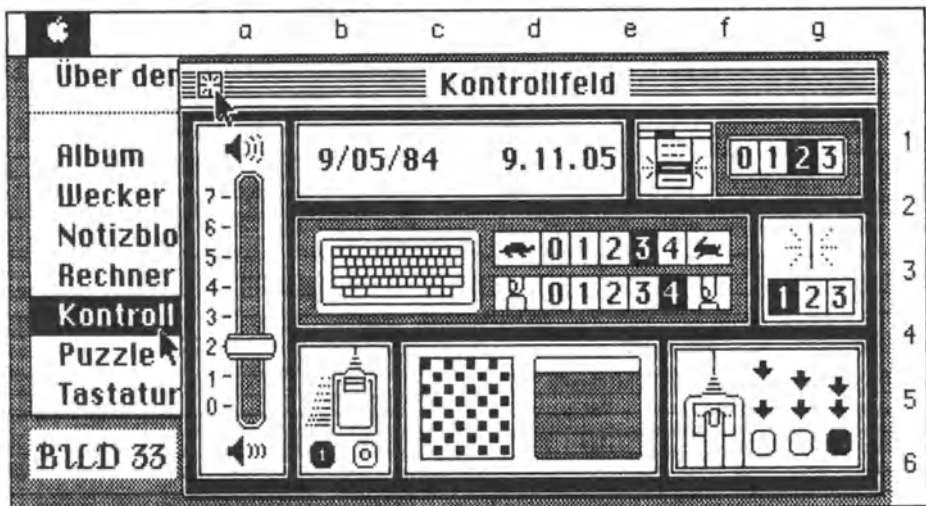 a b c d e f g
Über der
Kontrollfeld
Album
Wecker
Notizblo
Rechner
Kontroll
Puzzle
Tastatur
BILD 33
7-
6-
5-
4-
3-
2-
1-
0-
9/05/84 9.11.05
0 1 2 3
0 1 2 3 4
0 1 2 3 4
1 2 3
1 0
1
2
3
4
5
6